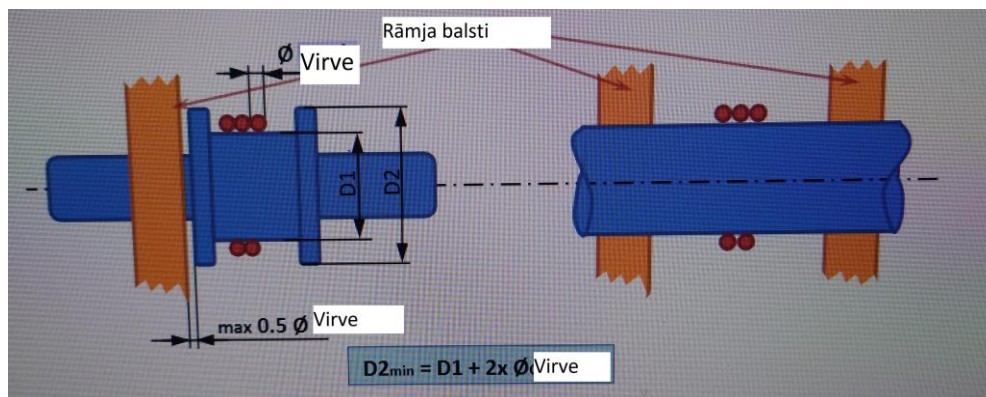 Rāmja balsti
Ø Virve
D1
D2
max 0.5 Ø Virve
D2min = D1 + 2x Ø Virve